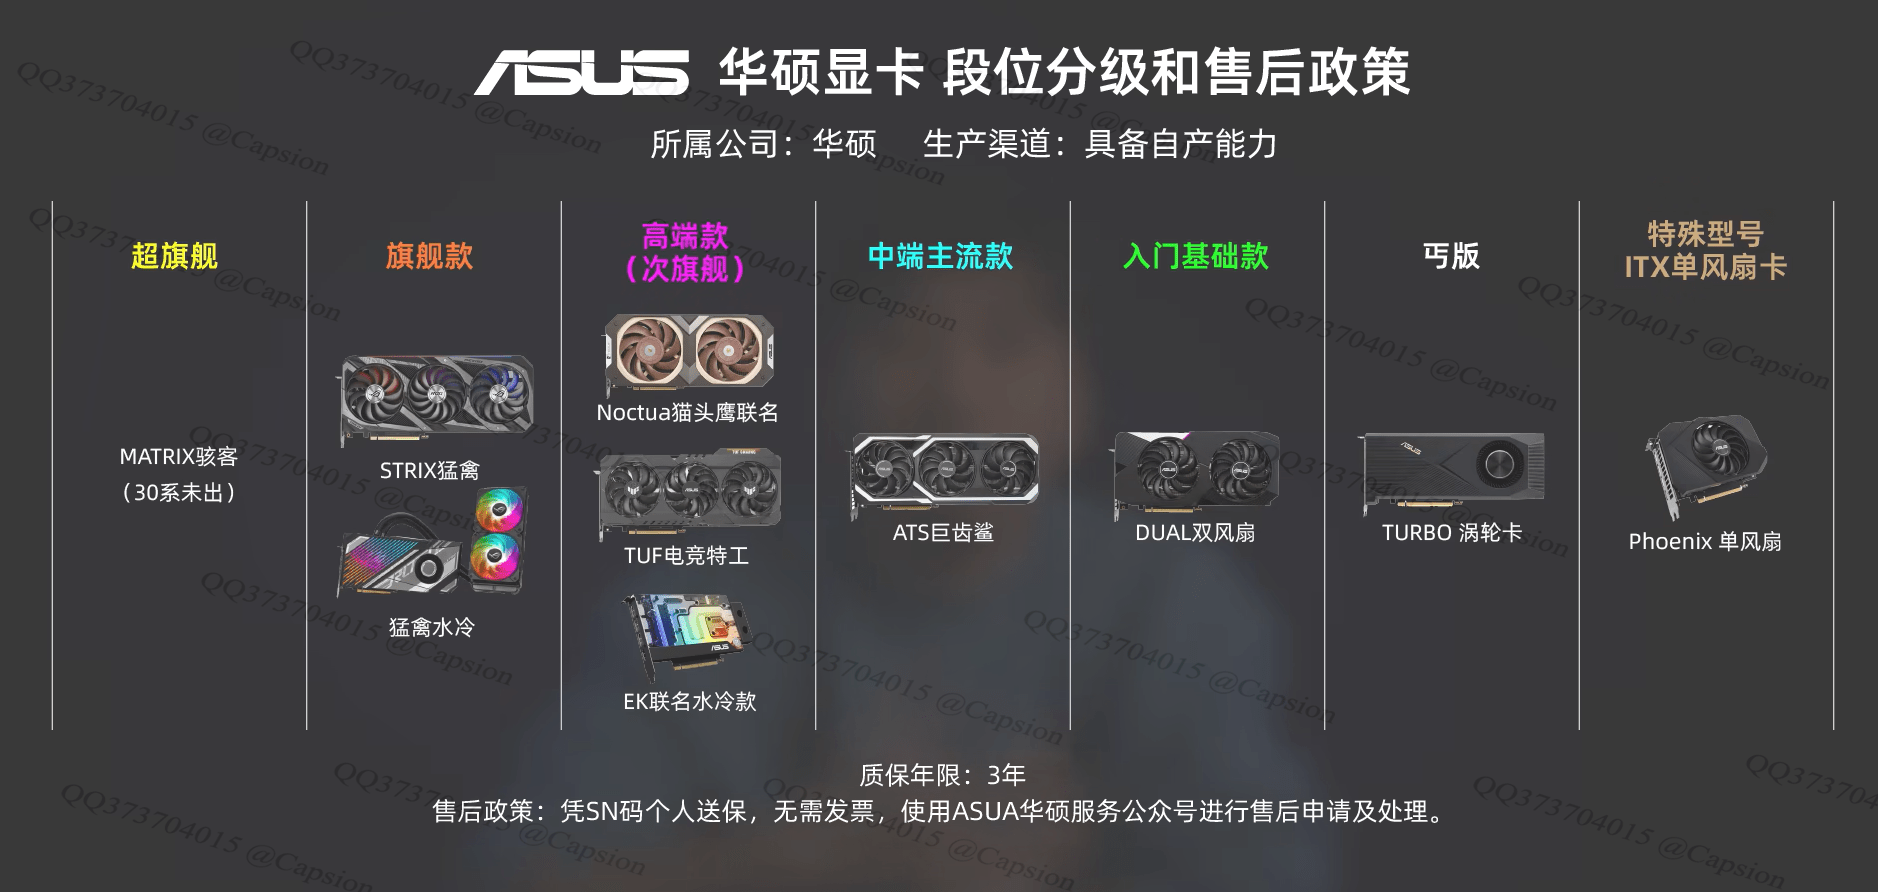 ASUS 华硕显卡 段位分级和售后政策
所属公司：华硕 生产渠道：具备自产能力
超旗舰
MATRIX骇客
（30系未出）
旗舰款
STRIX猛禽
猛禽水冷
高端款
（次旗舰）
Noctua猫头鹰联名
TUF电竞特工
EK联名水冷款
中端主流款
ATS巨齿鲨
入门基础款
DUAL双风扇
丐版
TURBO 涡轮卡
特殊型号
ITX单风扇卡
Phoenix 单风扇
质保年限：3年
售后政策：凭SN码个人送保，无需发票，使用ASUA华硕服务公众号进行售后申请及处理。
QQ373704015 @Capsion